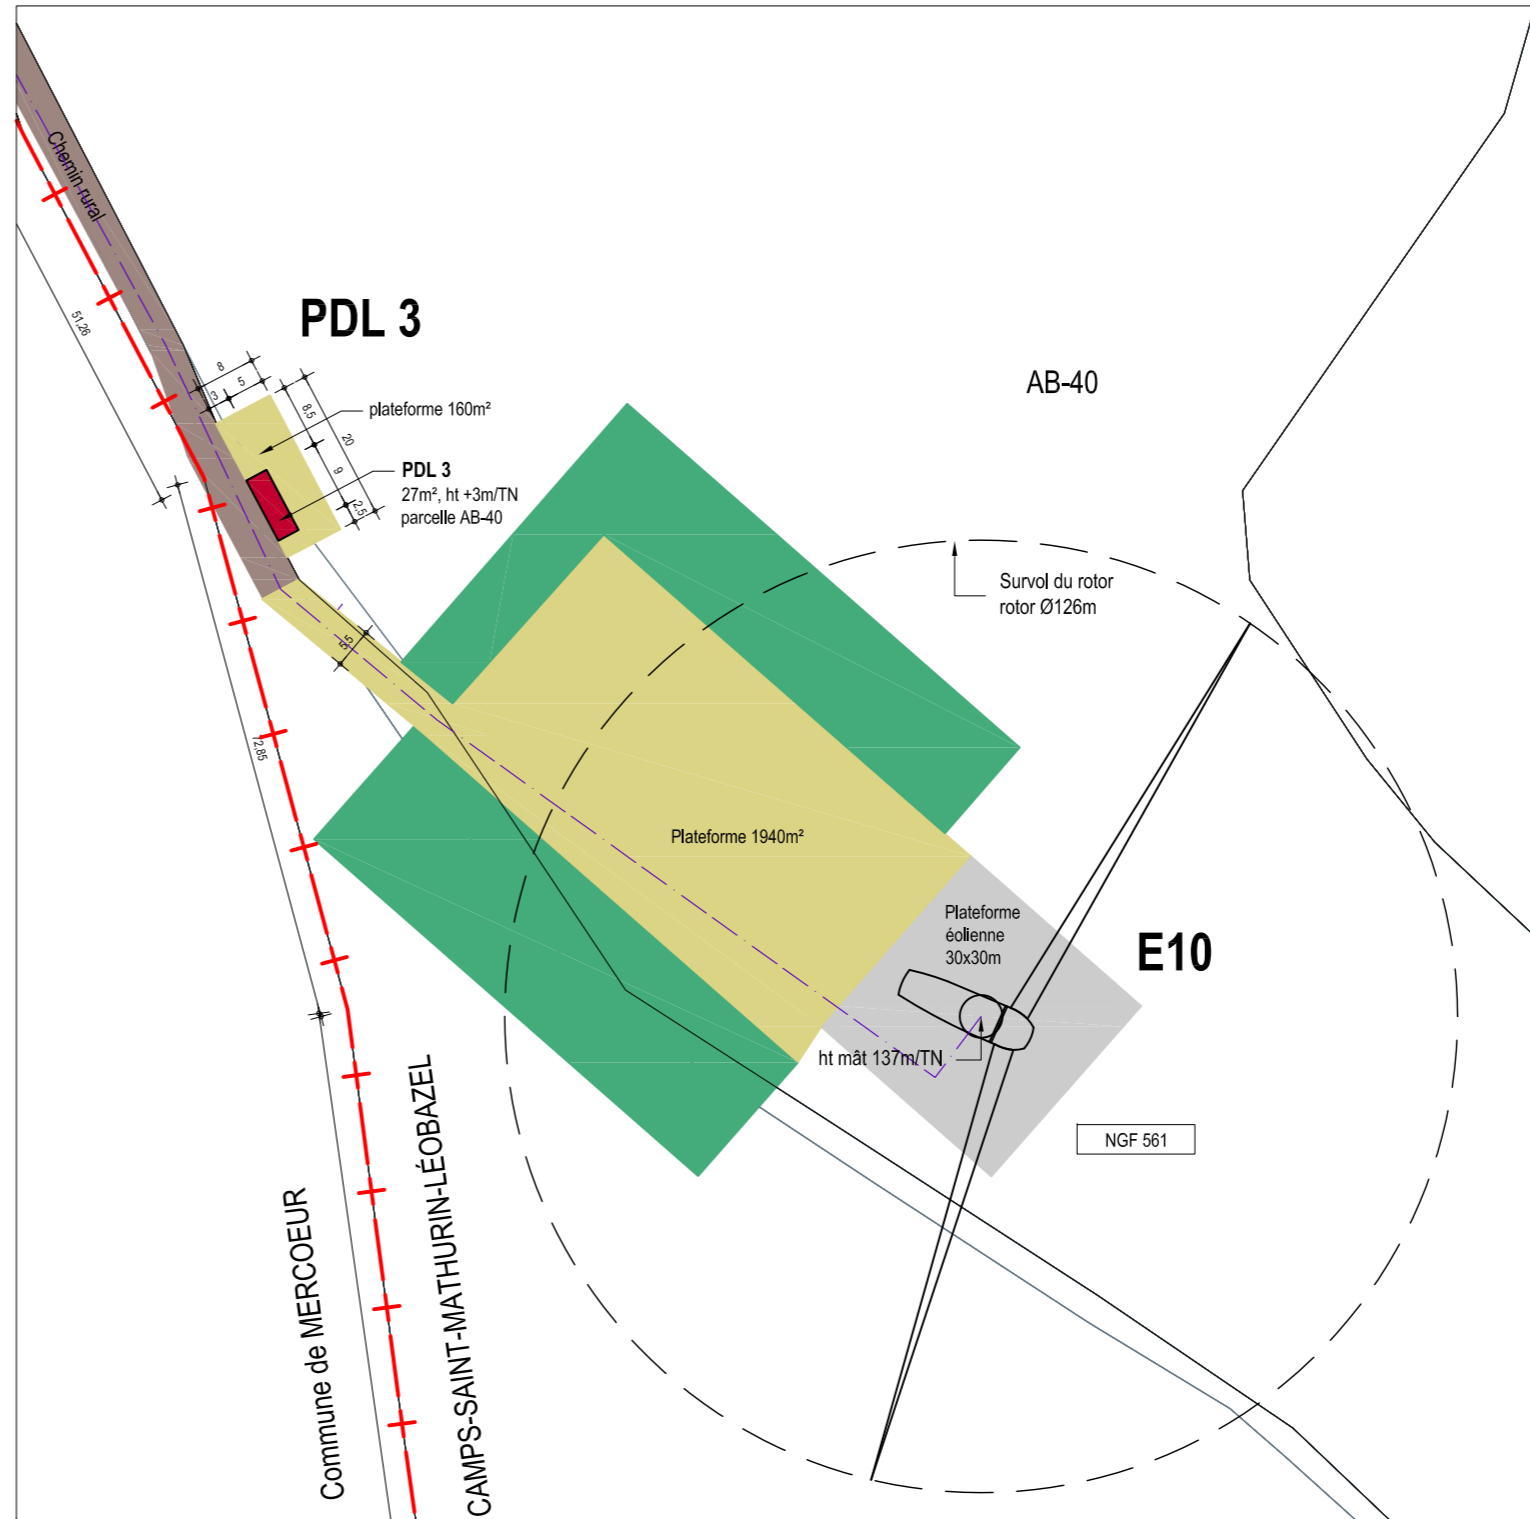 Chemin rural
51,26
PDL 3
8
3
5
8,5
20
9
2,5
plateforme 160m²
PDL 3
27m², ht +3m/TN
parcelle AB-40
AB-40
Survol du rotor
rotor Ø126m
5,5
72,85
Plateforme 1940m²
Plateforme
éolienne
30x30m
E10
ht mât 137m/TN
NGF 561
Commune de MERCOEUR
CAMPS-SAINT-MATHURIN-LÉOBAZEL